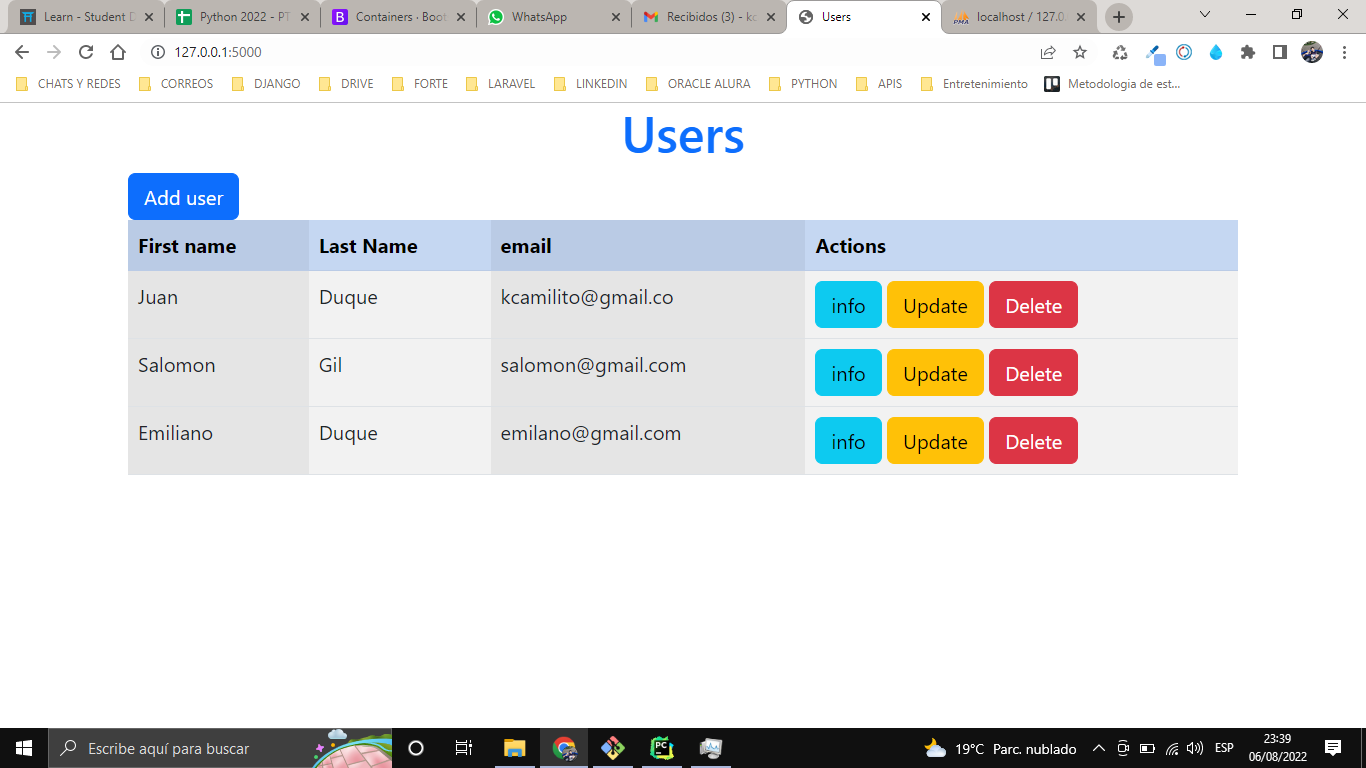 Learn - Student D
Python 2022 - PT
Containers · Boot
WhatsApp
Recibidos (3) - kc
Users
localhost / 127.0.
127.0.0.1:5000
CHATS Y REDES
CORREOS
DJANGO
DRIVE
FORTE
LARAVEL
LINKEDIN
ORACLE ALURA
PYTHON
APIS
Entretenimiento
Metodologia de est...
Users
Add user
First name Last Name email Actions
Juan Duque kcamilito@gmail.co info Update Delete
Salomon Gil salomon@gmail.com info Update Delete
Emiliano Duque emilano@gmail.com info Update Delete
Escribe aquí para buscar
19°C Parc. nublado
ESP
23:39
06/08/2022